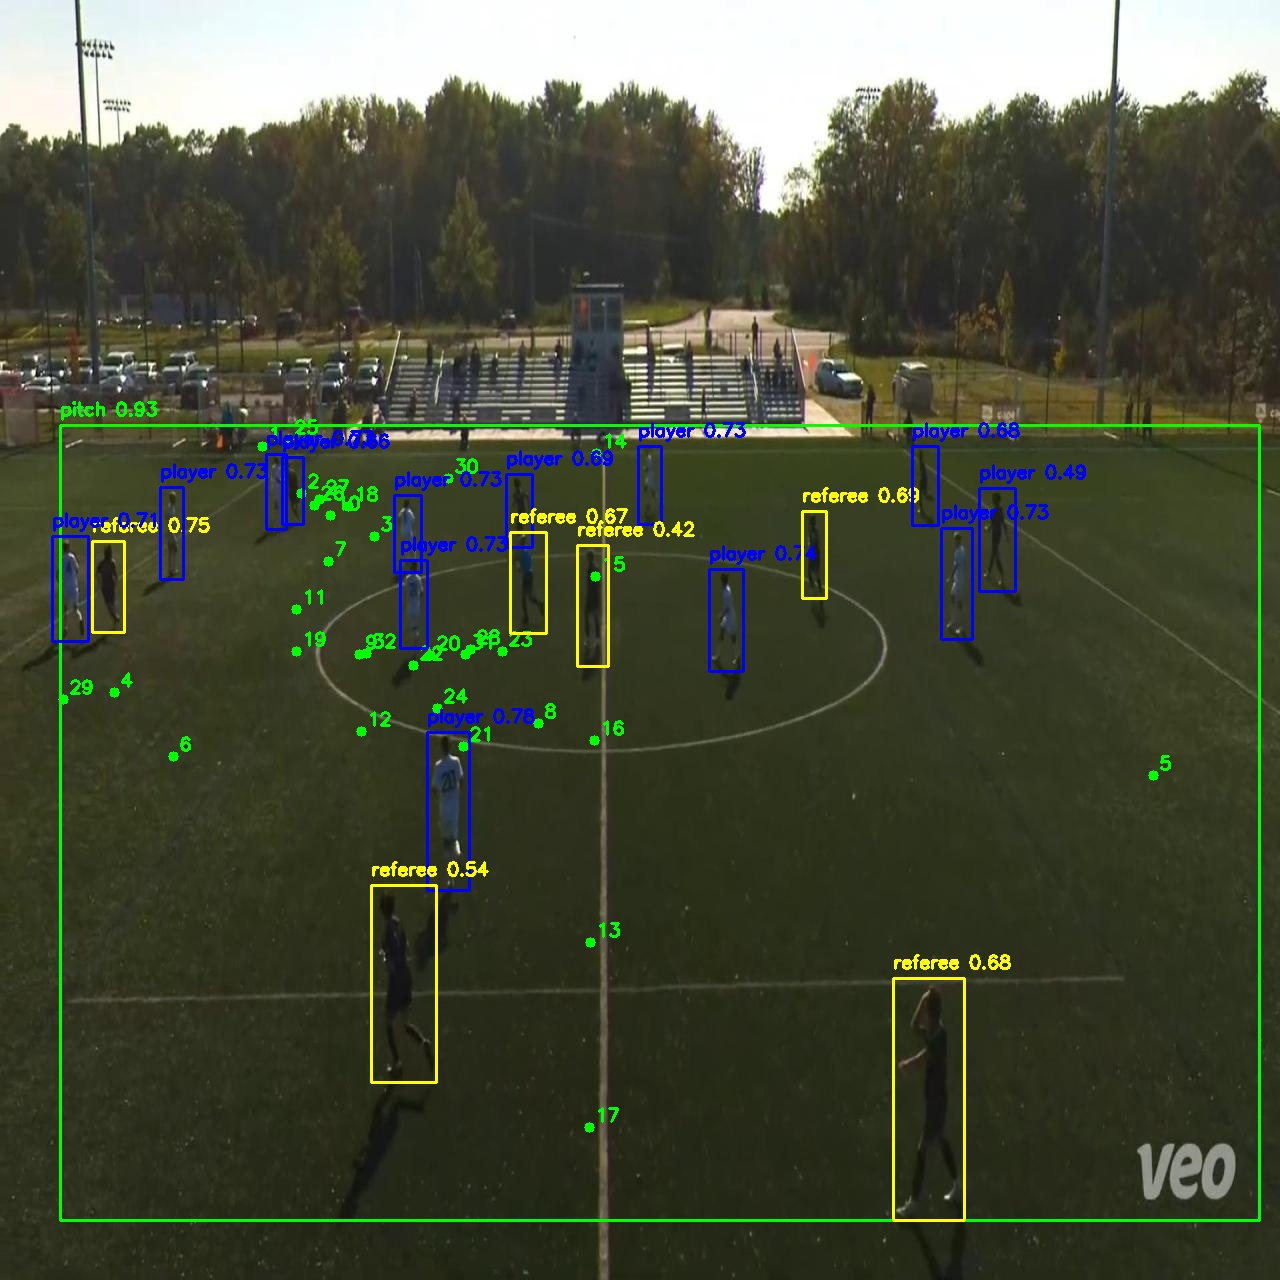 pitch 0.93
1
25
14
player 0.73
player 0.68
player 0.66
player 0.69
30
player 0.49
player 0.73
player 0.73
2
27
26
18
0
referee 0.69
3
player 0.71
referee 0.75
referee 0.67
referee 0.42
player 0.73
player 0.73
player 0.74
7
15
11
19
9
32
22
20
31
28
23
29
4
24
player 0.78
8
12
16
21
6
5
20
referee 0.54
13
referee 0.68
17
veo